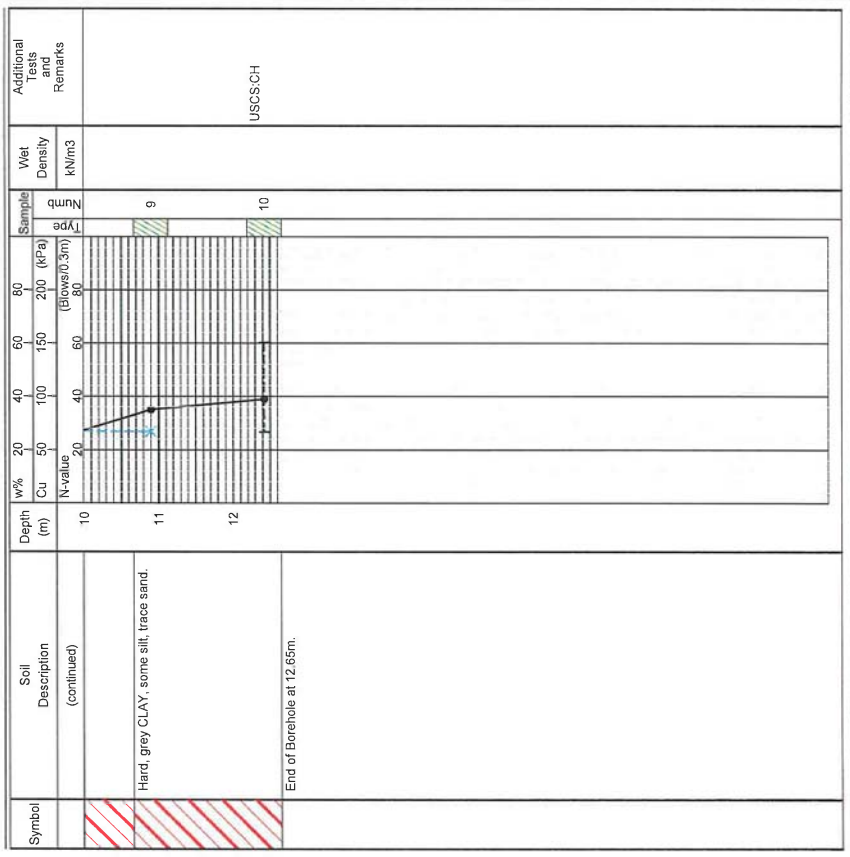 Symbol
Soil
Description
(continued)
Depth
(m)
w% 20 40 60 80
Cu 50 100 150 200 (kPa)
N-value 20 40 60 80 (Blows/0.3m)
Sample
Type
Numb
Wet
Density
kN/m3
Additional
Tests
and
Remarks
10
Hard, grey CLAY, some silt, trace sand.
11
9
12
10
USCS:CH
End of Borehole at 12.65m.